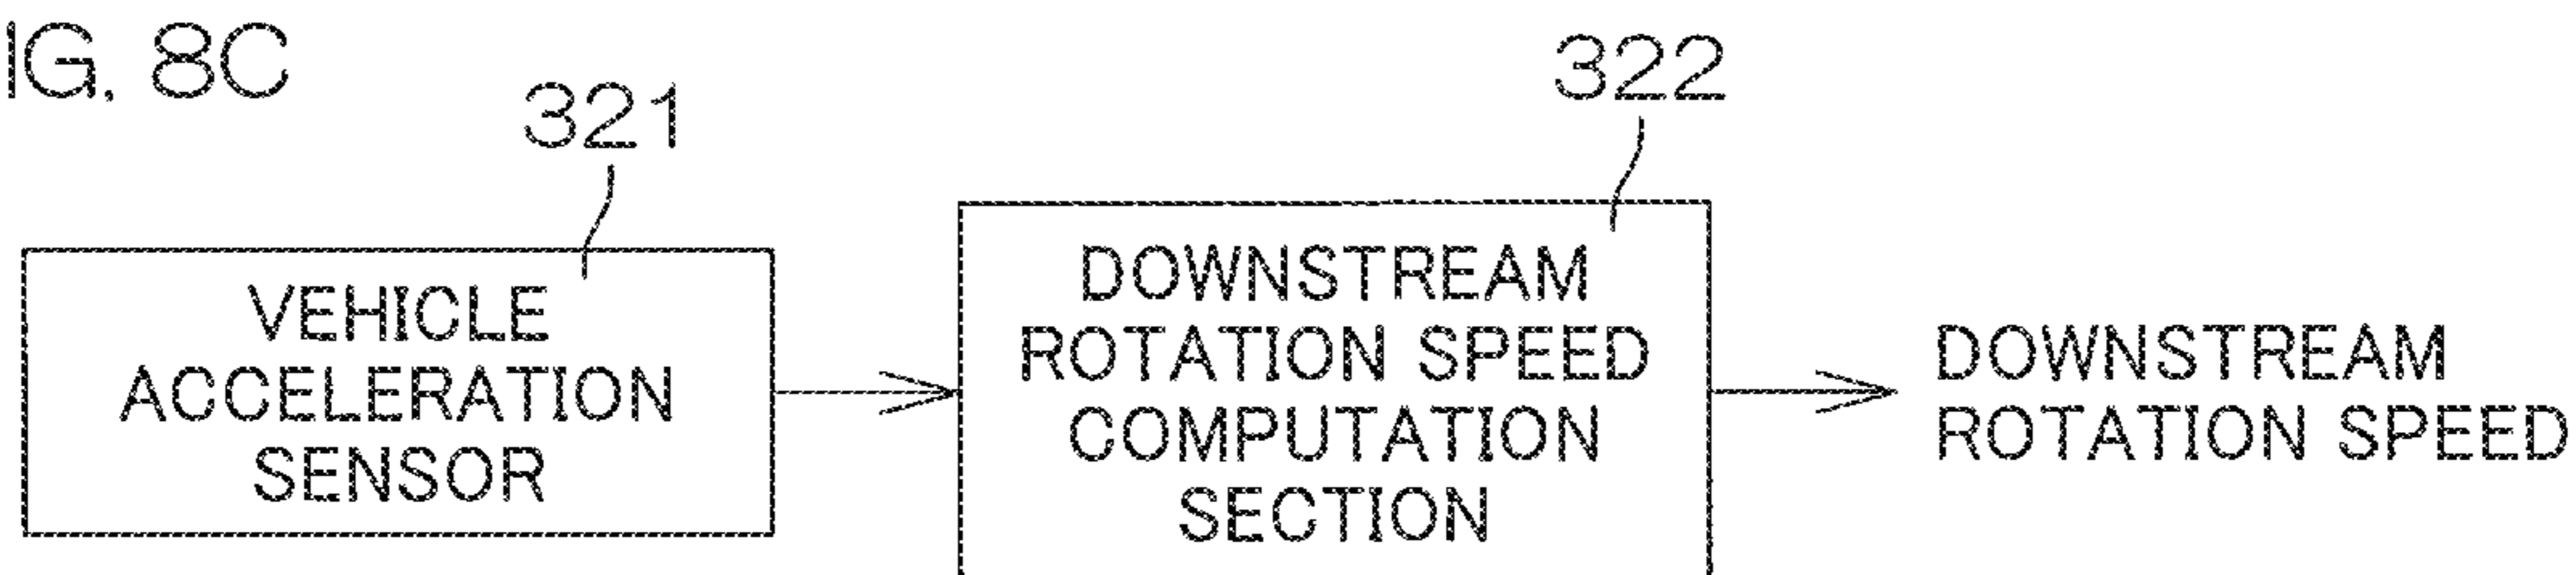 IG. 8C
321
322
VEHICLE
ACCELERATION
SENSOR
DOWNSTREAM
ROTATION SPEED
COMPUTATION
SECTION
DOWNSTREAM
ROTATION SPEED